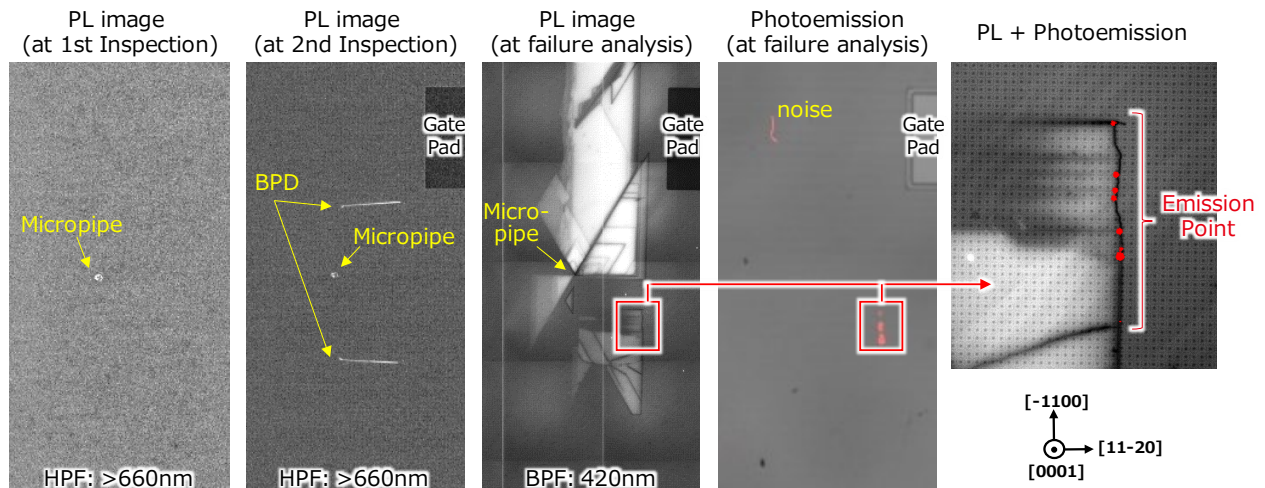 PL image
(at 1st Inspection)
PL image
(at 2nd Inspection)
PL image
(at failure analysis)
Photoemission
(at failure analysis)
PL + Photoemission
Micropipe
HPF: >660nm
Gate
Pad
BPD
Micropipe
HPF: >660nm
Gate
Pad
Micro-
pipe
BPF: 420nm
noise
Gate
Pad
Emission
Point
[-1100]
[11-20]
[0001]